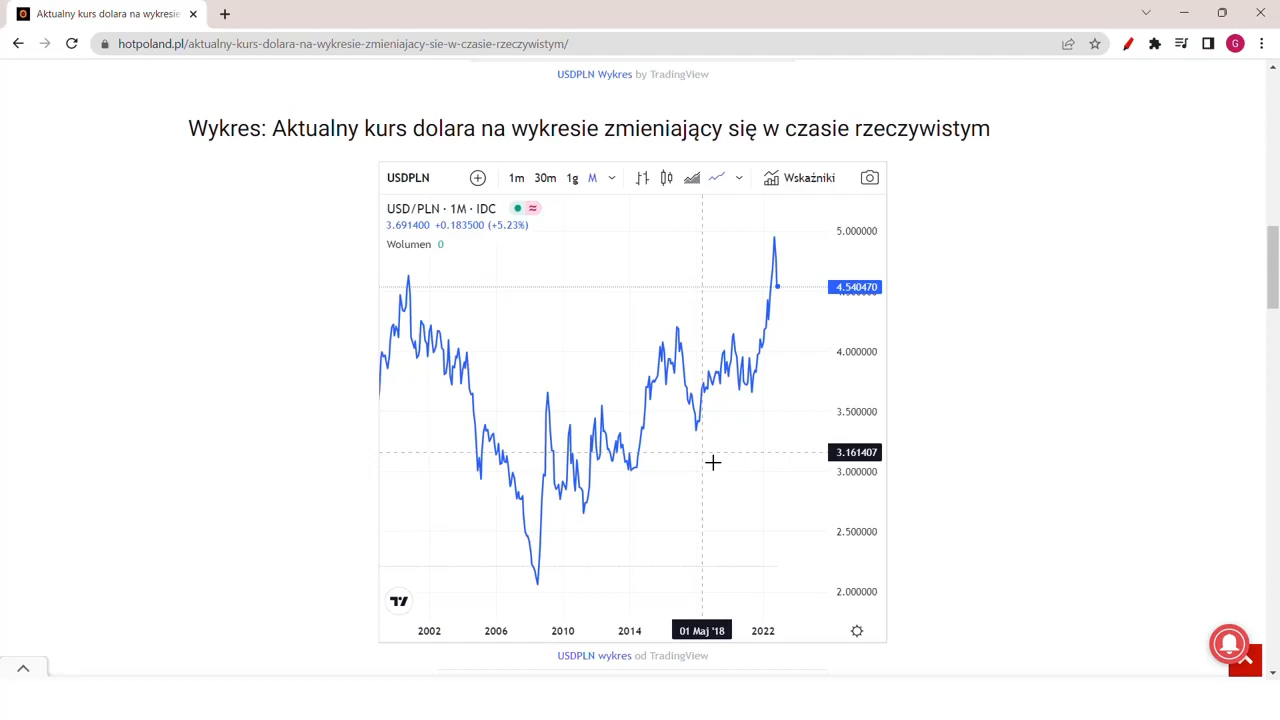 Aktualny kurs dolara na wykresie
hotpoland.pl/aktualny-kurs-dolara-na-wykresie-zmieniajacy-sie-w-czasie-rzeczywistym/
G
USDPLN Wykres by TradingView
Wykres: Aktualny kurs dolara na wykresie zmieniający się w czasie rzeczywistym
USDPLN 1m 30m 1g M Wskaźniki
USD/PLN · 1M · IDC
3.691400 +0.183500 (+5.23%)
Wolumen 0
5.000000
4.540470
4.000000
3.500000
3.161407
3.000000
2.500000
2.000000
2002 2006 2010 2014 01 Maj '18 2022
USDPLN wykres od TradingView